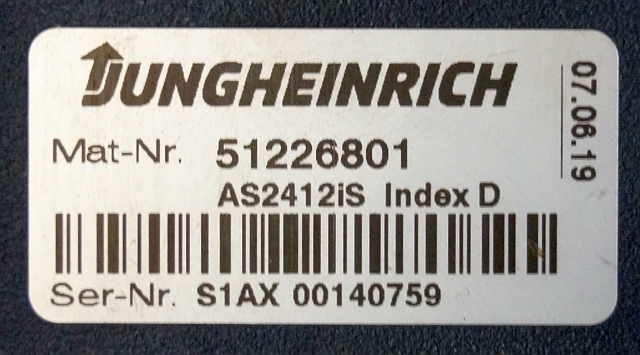 JUNGHEINRICH
Mat-Nr. 51226801
AS2412iS Index D
Ser-Nr. S1AX 00140759
07.06.19